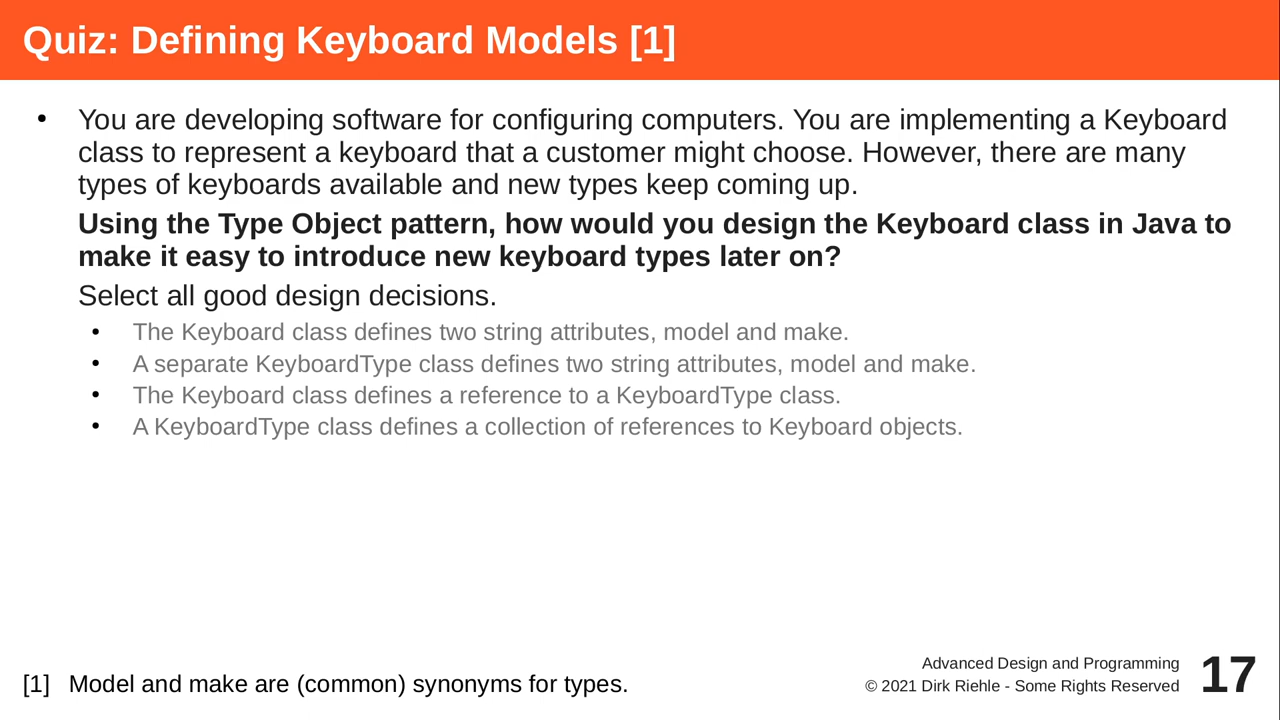 Quiz: Defining Keyboard Models [1]
• You are developing software for configuring computers. You are implementing a Keyboard
class to represent a keyboard that a customer might choose. However, there are many
types of keyboards available and new types keep coming up.
Using the Type Object pattern, how would you design the Keyboard class in Java to
make it easy to introduce new keyboard types later on?
Select all good design decisions.
• The Keyboard class defines two string attributes, model and make.
• A separate KeyboardType class defines two string attributes, model and make.
• The Keyboard class defines a reference to a KeyboardType class.
• A KeyboardType class defines a collection of references to Keyboard objects.
[1] Model and make are (common) synonyms for types.
Advanced Design and Programming
© 2021 Dirk Riehle - Some Rights Reserved
17